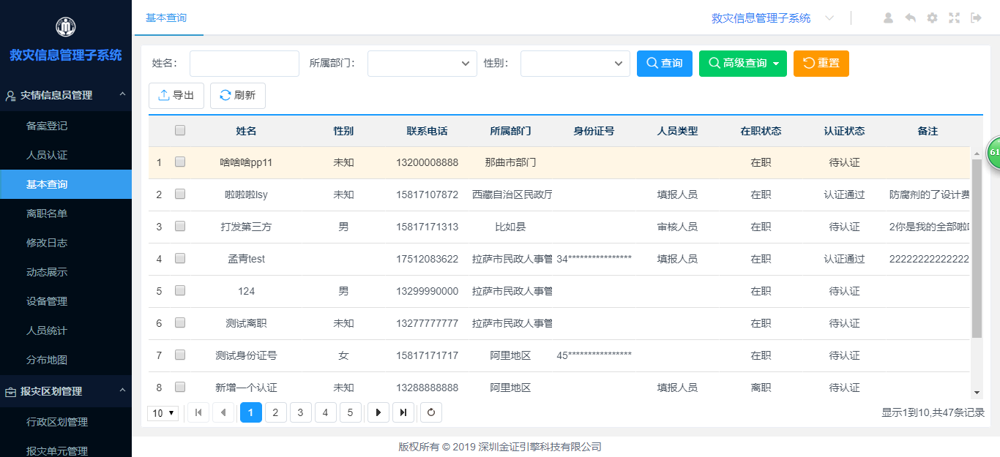 救灾信息管理子系统
灾情信息员管理
备案登记
人员认证
基本查询
离职名单
修改日志
动态展示
设备管理
人员统计
分布地图
报灾区划管理
行政区划管理
报灾单元管理
基本查询 救灾信息管理子系统
姓名: 所属部门: 性别: 查询 高级查询 重置
导出 刷新
姓名 性别 联系电话 所属部门 身份证号 人员类型 在职状态 认证状态 备注
1 啥啥啥pp11 未知 13200008888 那曲市部门 在职 待认证
2 啦啦啦lsy 未知 15817107872 西藏自治区民政厅 填报人员 在职 认证通过 防腐剂的了设计费
3 打发第三方 男 15817171313 比如县 审核人员 在职 待认证 2你是我的全部啦
4 孟青test 17512083622 拉萨市民政人事管 34**************** 填报人员 在职 认证通过 22222222222222
5 124 男 13299990000 拉萨市民政人事管 在职 待认证
6 测试离职 未知 13277777777 拉萨市民政人事管 在职 待认证
7 测试身份证号 女 15817171717 阿里地区 45**************** 在职 待认证
8 新增一个认证 未知 13288888888 阿里地区 填报人员 离职 待认证
10 1 2 3 4 5 显示1到10,共47条记录
版权所有 © 2019 深圳金证引擎科技有限公司
61